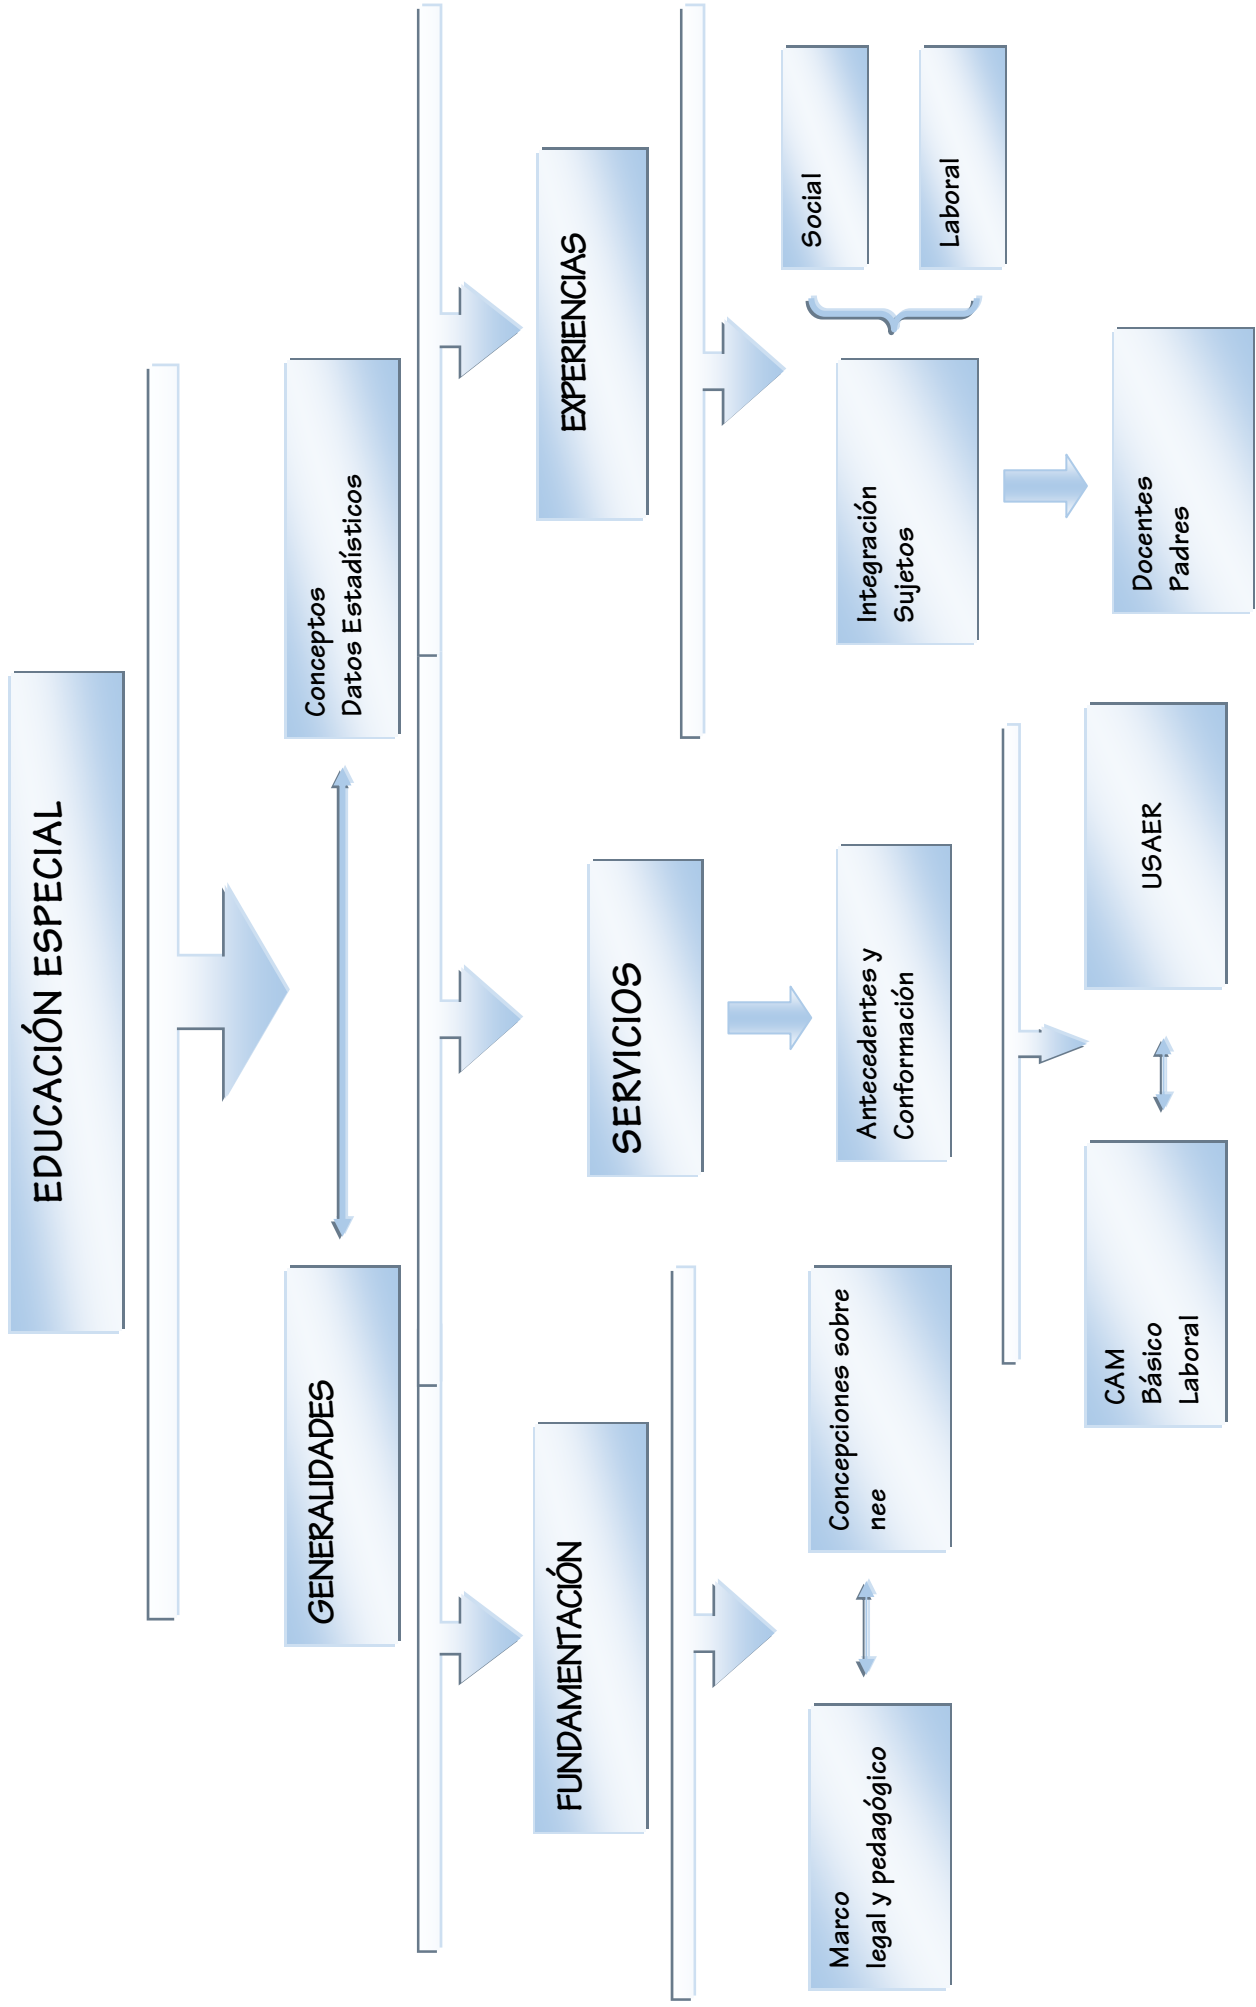 EDUCACIÓN ESPECIAL
GENERALIDADES
Conceptos
Datos Estadísticos
FUNDAMENTACIÓN
SERVICIOS
EXPERIENCIAS
Marco
legal y pedagógico
Concepciones sobre
nee
Antecedentes y
Conformación
Integración
Sujetos
Social
Laboral
CAM
Básico
Laboral
USAER
Docentes
Padres